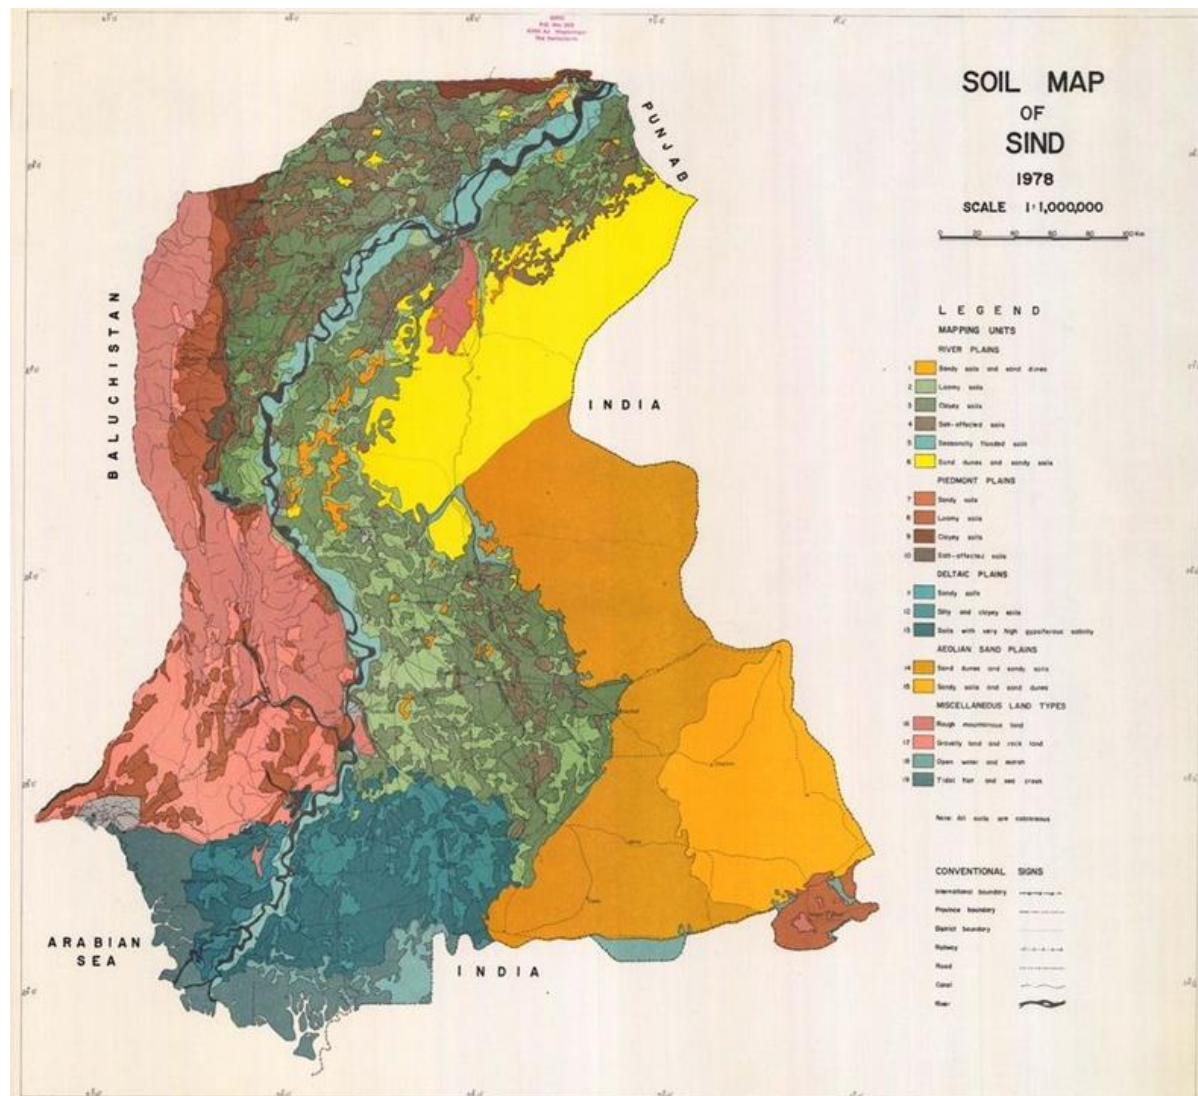 SOIL MAP
OF
SIND
1978
SCALE 1:1,000,000
0 20 40 60 80 100 Km
PUNJAB
BALUCHISTAN
INDIA
ARABIAN
SEA
INDIA
LEGEND
MAPPING UNITS
RIVER PLAINS
1 Sandy soils and sand dunes
2 Loamy soils
3 Clayey soils
4 Salt-affected soils
5 Seasonally flooded soils
6 Sand dunes and sandy soils
PIEDMONT PLAINS
7 Sandy soils
8 Loamy soils
9 Clayey soils
10 Salt-affected soils
DELTAIC PLAINS
11 Sandy soils
12 Silty and clayey soils
13 Soils with very high gypsiferous salinity
AEOLIAN SAND PLAINS
14 Sand dunes and sandy soils
15 Sandy soils and sand dunes
MISCELLANEOUS LAND TYPES
16 Rough mountainous land
17 Gravelly land and rock land
18 Open water and marsh
19 Tidal flat and sea creek
Note: All soils are calcareous
CONVENTIONAL SIGNS
International boundary
Province boundary
District boundary
Railway
Road
Canal
River